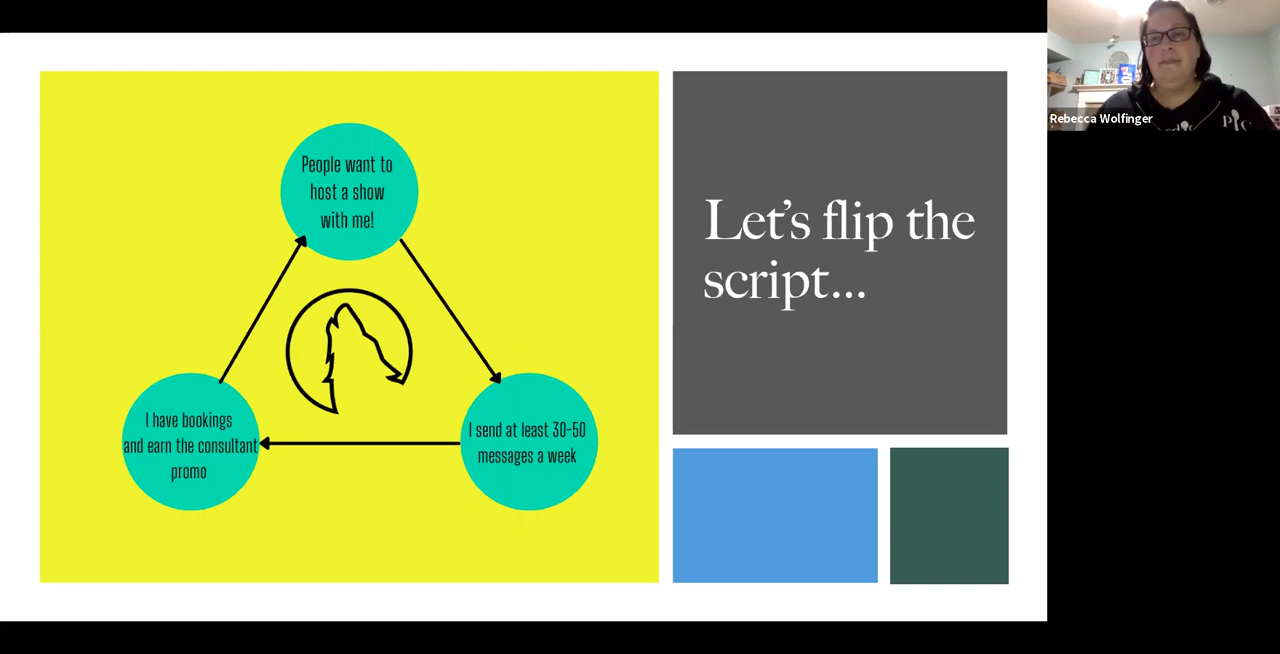 People want to
host a show
with me!
I have bookings
and earn the consultant
promo
I send at least 30-50
messages a week
Let's flip the
script...
Rebecca Wolfinger